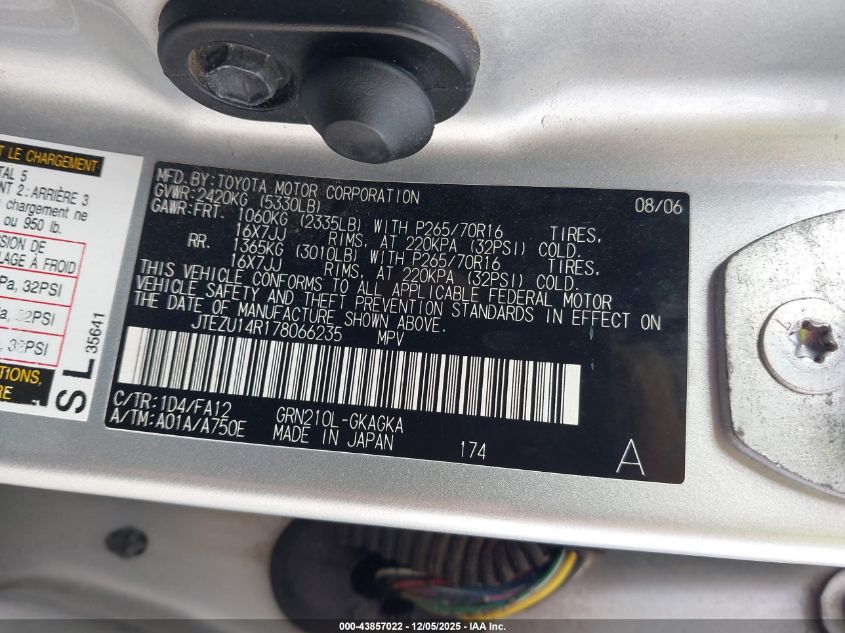 T LE CHARGEMENT
TAL 5
NT 2: ARRIÈRE 3
chargement ne
ou 950 lb.
SION DE
LAGE À FROID
Pa, 32PSI
a, 32PSI
TIONS,
RE
SL
35641
MFD. BY: TOYOTA MOTOR CORPORATION 08/06
GVWR: 2420KG (5330LB)
GAWR: FRT. 1060KG (2335LB) WITH P265/70R16 TIRES.
16X7JJ RIMS. AT 220KPA (32PSI) COLD.
RR. 1365KG (3010LB) WITH P265/70R16 TIRES.
16X7JJ RIMS. AT 220KPA (32PSI) COLD.
THIS VEHICLE CONFORMS TO ALL APPLICABLE FEDERAL MOTOR
VEHICLE SAFETY AND THEFT PREVENTION STANDARDS IN EFFECT ON
THE DATE OF MANUFACTURE SHOWN ABOVE.
JTEZU14R178066235 MPV
C/TR: 1D4/FA12 GRN210L-GKAGKA
A/TM: A01A/A750E MADE IN JAPAN 174
A
000-43857022 - 12/05/2025 - IAA Inc.